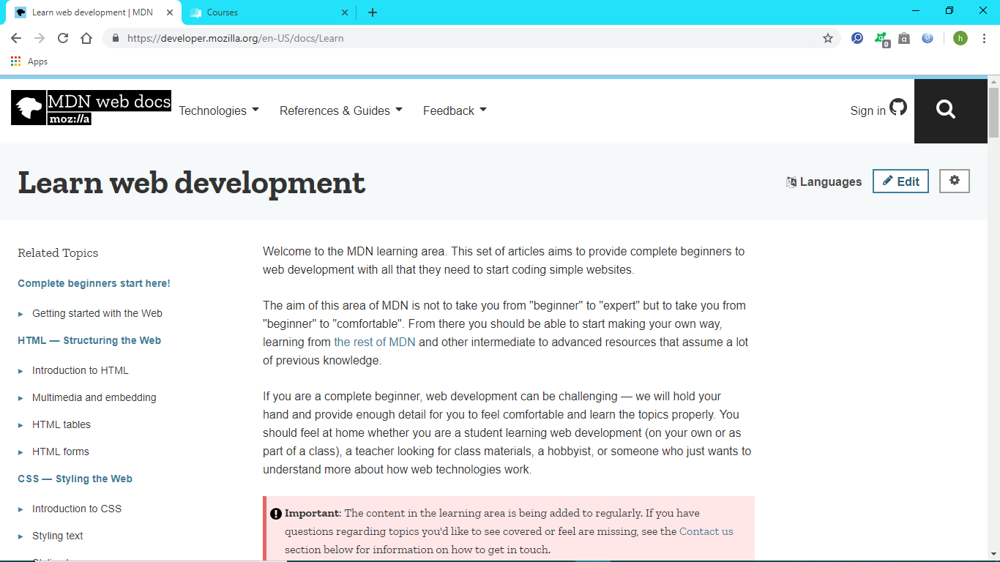 Learn web development | MDN
Courses
https://developer.mozilla.org/en-US/docs/Learn
0
a
h
Apps
MDN web docs
moz://a
Technologies
References & Guides
Feedback
Sign in
Learn web development
Languages
Edit
Related Topics
Complete beginners start here!
Getting started with the Web
HTML — Structuring the Web
Introduction to HTML
Multimedia and embedding
HTML tables
HTML forms
CSS — Styling the Web
Introduction to CSS
Styling text
Welcome to the MDN learning area. This set of articles aims to provide complete beginners to
web development with all that they need to start coding simple websites.
The aim of this area of MDN is not to take you from "beginner" to "expert" but to take you from
"beginner" to "comfortable". From there you should be able to start making your own way,
learning from the rest of MDN and other intermediate to advanced resources that assume a lot
of previous knowledge.
If you are a complete beginner, web development can be challenging — we will hold your
hand and provide enough detail for you to feel comfortable and learn the topics properly. You
should feel at home whether you are a student learning web development (on your own or as
part of a class), a teacher looking for class materials, a hobbyist, or someone who just wants to
understand more about how web technologies work.
Important: The content in the learning area is being added to regularly. If you have
questions regarding topics you'd like to see covered or feel are missing, see the Contact us
section below for information on how to get in touch.